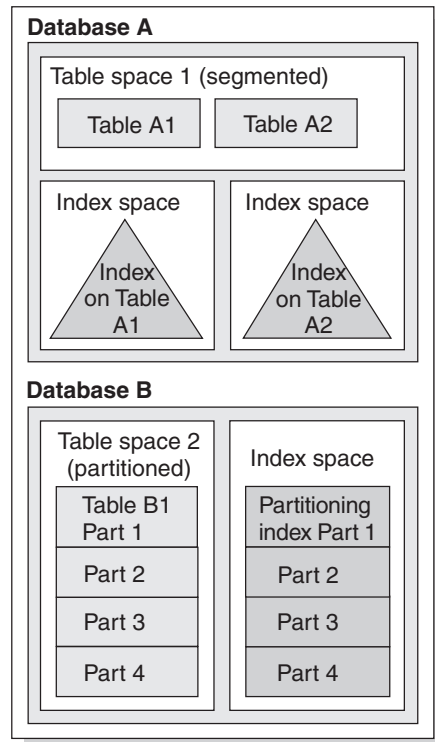 Database A
Table space 1 (segmented)
Table A1
Table A2
Index space
Index
on Table
A1
Index space
Index
on Table
A2
Database B
Table space 2
(partitioned)
Table B1
Part 1
Part 2
Part 3
Part 4
Index space
Partitioning
index Part 1
Part 2
Part 3
Part 4